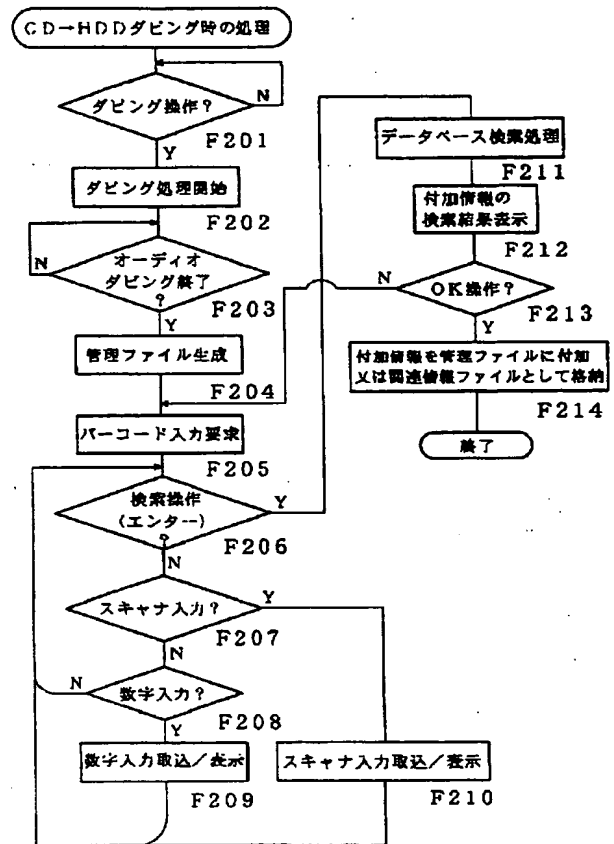 CD→HDDダビング時の処理
ダビング操作?
N
F201
Y
ダビング処理開始
F202
N
オーディオ
ダビング終了
?
F203
Y
管理ファイル生成
F204
バーコード入力要求
F205
検索操作
(エンター)
?
Y
F206
N
スキャナ入力?
Y
F207
N
N
数字入力?
F208
Y
数字入力取込/表示
F209
スキャナ入力取込/表示
F210
データベース検索処理
F211
付加情報の
検索結果表示
F212
N
OK操作?
F213
Y
付加情報を管理ファイルに付加
又は関連情報ファイルとして格納
F214
終了